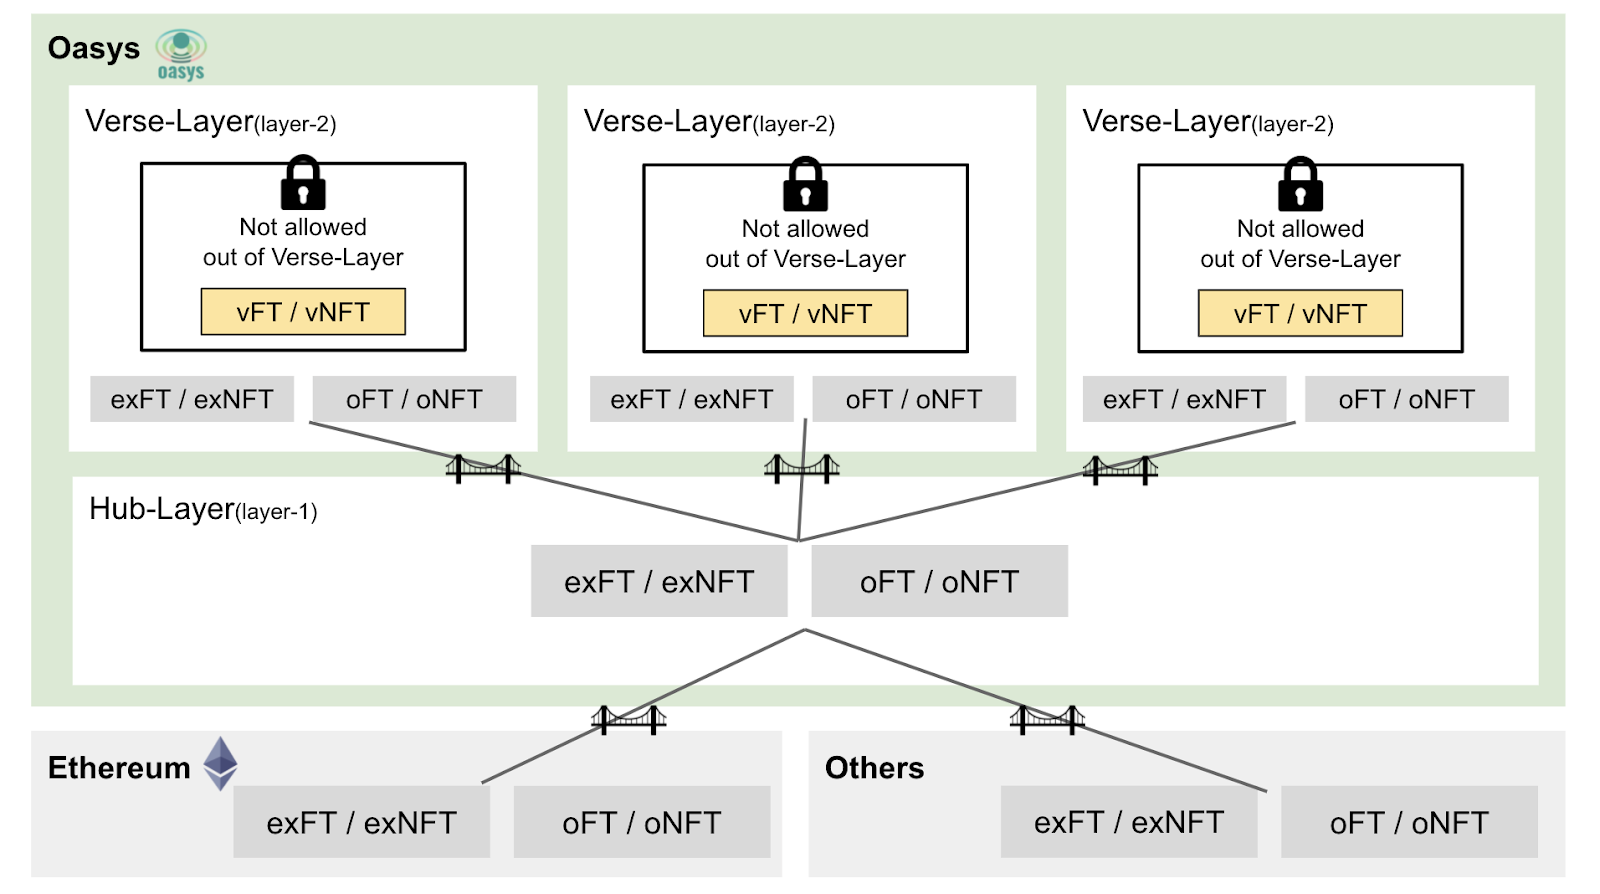 Oasys
oasys
Verse-Layer(layer-2)
Not allowed
out of Verse-Layer
vFT / vNFT
exFT / exNFT
oFT / oNFT
Verse-Layer(layer-2)
Not allowed
out of Verse-Layer
vFT / vNFT
exFT / exNFT
oFT / oNFT
Verse-Layer(layer-2)
Not allowed
out of Verse-Layer
vFT / vNFT
exFT / exNFT
oFT / oNFT
Hub-Layer(layer-1)
exFT / exNFT
oFT / oNFT
Ethereum
exFT / exNFT
oFT / oNFT
Others
exFT / exNFT
oFT / oNFT